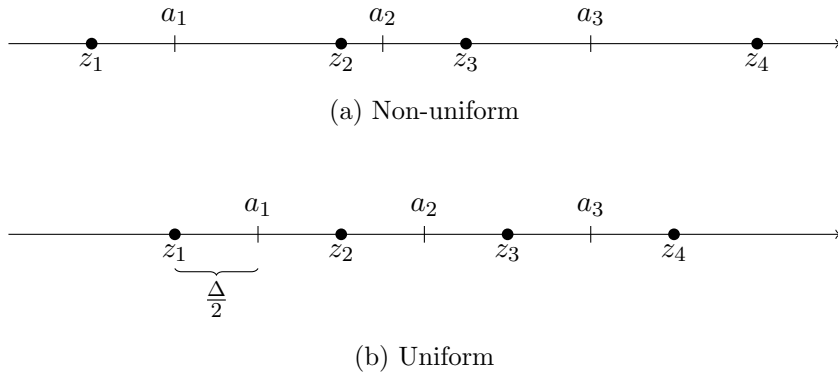 a₁ a₂ a₃
z₁ z₂ z₃ z₄
(a) Non-uniform
a₁ a₂ a₃
z₁ z₂ z₃ z₄
Δ/2
(b) Uniform